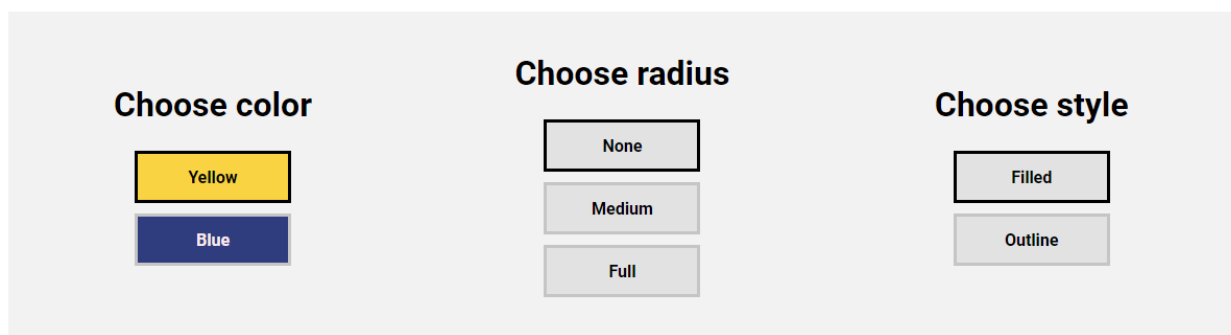 Choose color
Yellow
Blue
Choose radius
None
Medium
Full
Choose style
Filled
Outline